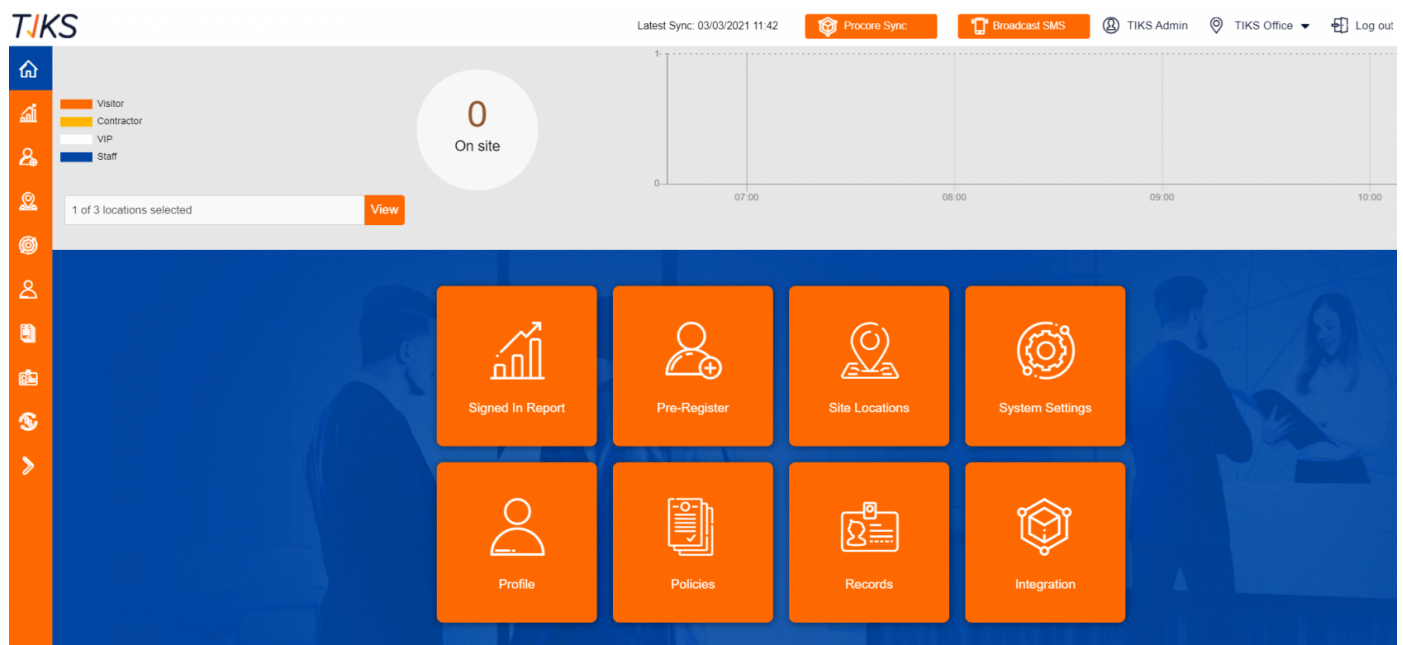 TIKS
Latest Sync: 03/03/2021 11:42
Procore Sync
Broadcast SMS
TIKS Admin
TIKS Office
Log out
Visitor
Contractor
VIP
Staff
0
On site
1 of 3 locations selected
View
1
0
07:00
08:00
09:00
10:00
Signed In Report
Pre-Register
Site Locations
System Settings
Profile
Policies
Records
Integration